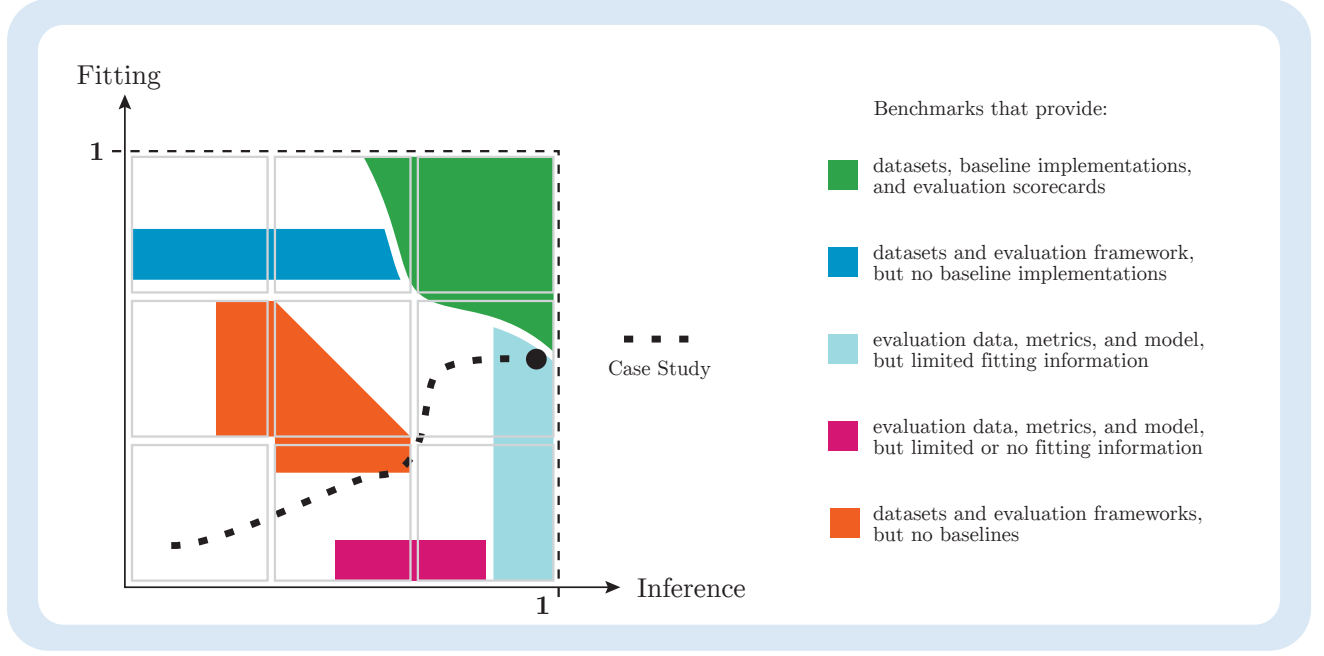 Fitting
1
1
Inference
Case Study
Benchmarks that provide:
datasets, baseline implementations,
and evaluation scorecards
datasets and evaluation framework,
but no baseline implementations
evaluation data, metrics, and model,
but limited fitting information
evaluation data, metrics, and model,
but limited or no fitting information
datasets and evaluation frameworks,
but no baselines